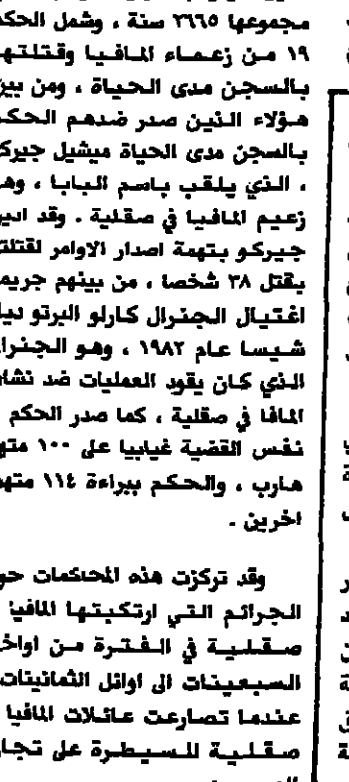 مجموعها ٢٦٦٥ سنة ، وشمل الحكم
١٩ من زعماء المافيا وقتلتهم
بالسجن مدى الحياة ، ومن بين
هؤلاء الذين صدر ضدهم الحكم
بالسجن مدى الحياة ميشيل جيركو
، الذي يلقب باسم البابا ، وهو
زعيم المافيا في صقلية . وقد ادين
جيركو بتهمة اصدار الاوامر لقتلته
بقتل ٣٨ شخصا ، من بينهم جريمة
اغتيال الجنرال كارلو البرتو ديلا
شيسا عام ١٩٨٢ ، وهو الجنرال
الذي كان يقود العمليات ضد نشاط
المافا في صقلية ، كما صدر الحكم
نفس القضية غيابيا على ١٠٠ متهم
هارب ، والحكم ببراءة ١١٤ متهم
اخرين .
وقد تركزت هذه المحاكمات حول
الجرائم التي ارتكبتها المافيا
صقلية في الفترة من اواخر
السبعينات الى اوائل الثمانينات
عندما تصارعت عائلات المافيا
صقلية للسيطرة على تجارة